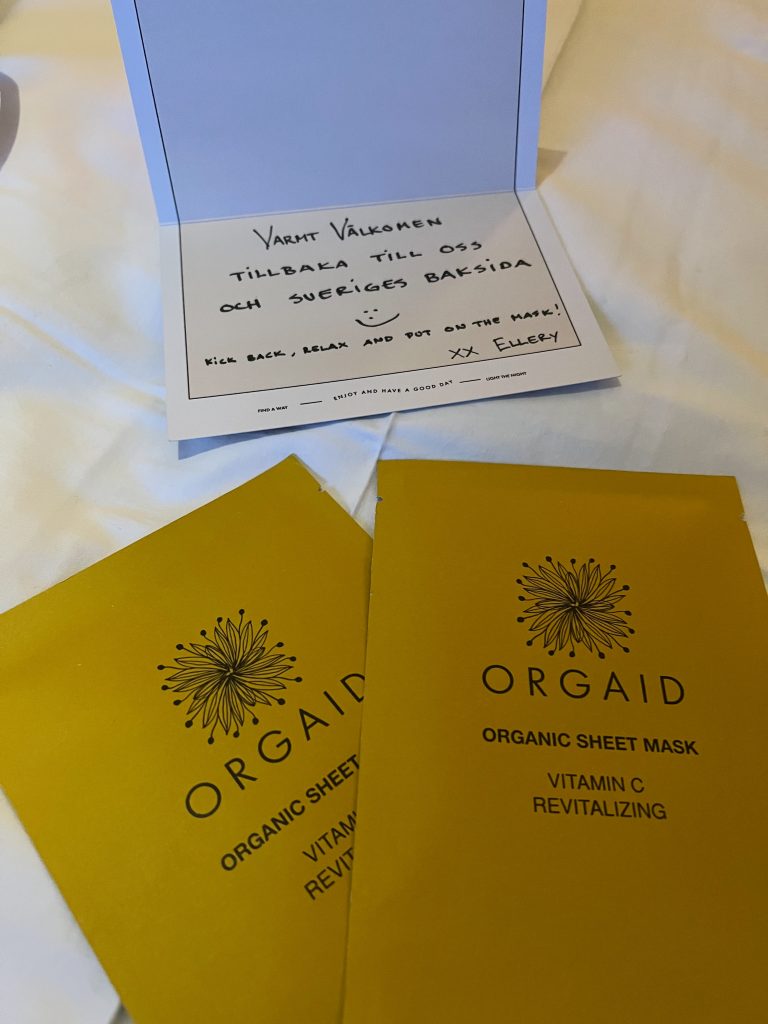 VARMT VÄLKOMEN
TILLBAKA TILL OSS
OCH SVERIGES BAKSIDA
KICK BACK, RELAX AND PUT ON THE MASK!
XX ELLERY
FIND A WAY — ENJOY AND HAVE A GOOD DAY — LIGHT THE NIGHT
ORGAID
ORGANIC SHEET
VITAM
REVIT
ORGAID
ORGANIC SHEET MASK
VITAMIN C
REVITALIZING